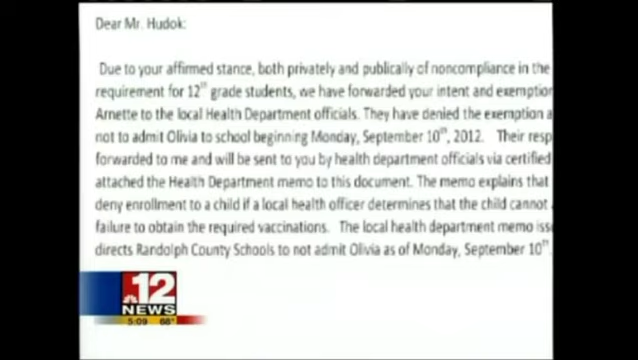 Dear Mr. Hudok:
Due to your affirmed stance, both privately and publically of noncompliance in the
requirement for 12th grade students, we have forwarded your intent and exemption
Arnette to the local Health Department officials. They have denied the exemption a
not to admit Olivia to school beginning Monday, September 10th, 2012. Their resp
forwarded to me and will be sent to you by health department officials via certified
attached the Health Department memo to this document. The memo explains that
deny enrollment to a child if a local health officer determines that the child cannot
failure to obtain the required vaccinations. The local health department memo iss
directs Randolph County Schools to not admit Olivia as of Monday, September 10th.
12
NEWS
5:09 68°